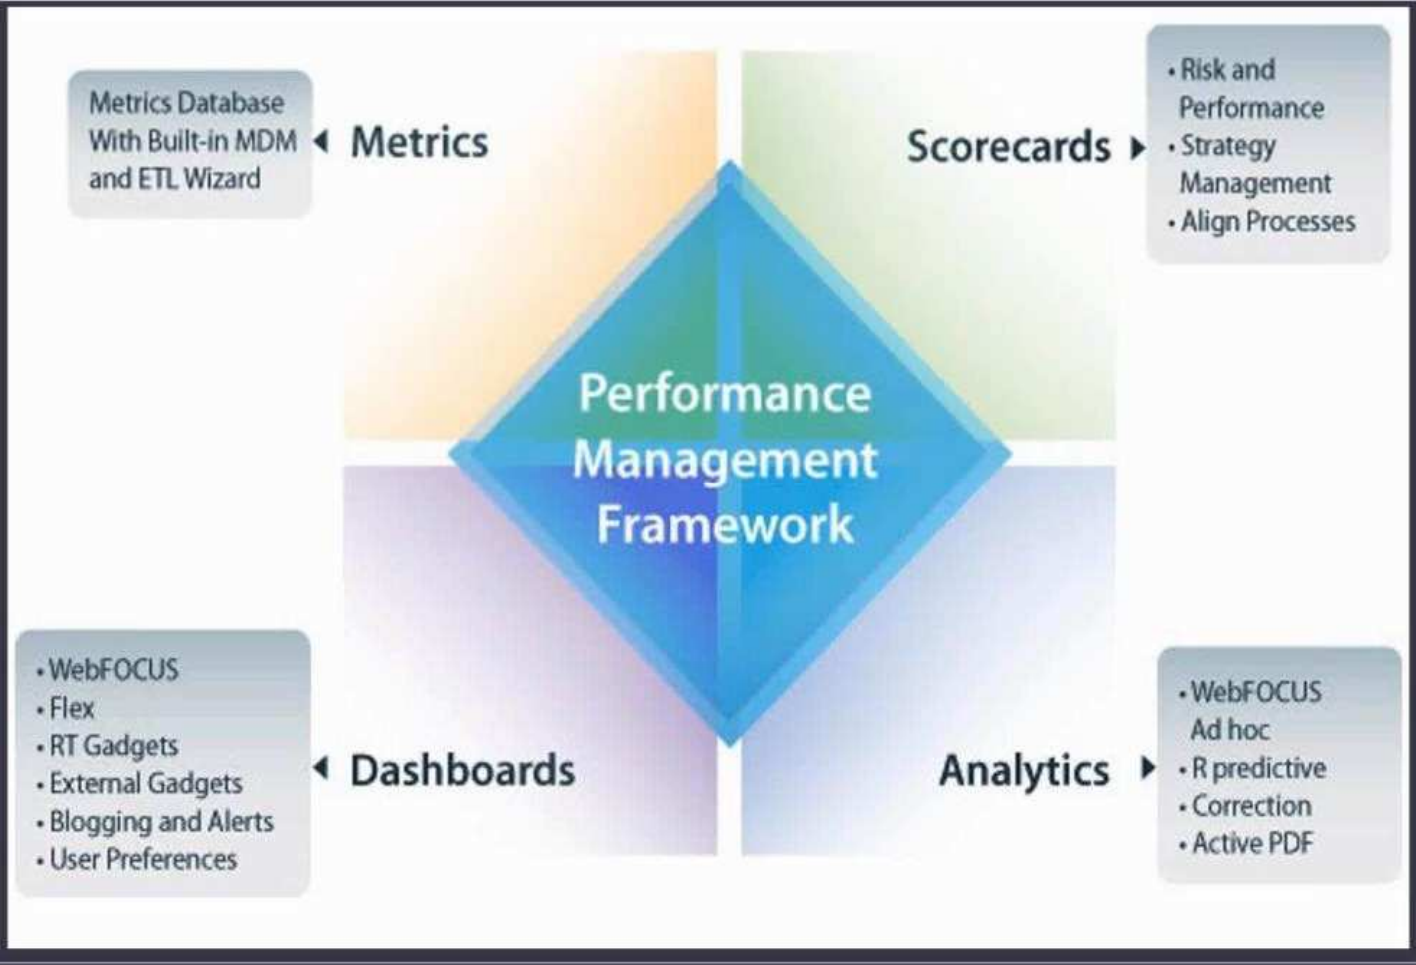 Metrics Database
With Built-in MDM
and ETL Wizard
Metrics
Scorecards
• Risk and
Performance
• Strategy
Management
• Align Processes
Performance
Management
Framework
• WebFOCUS
• Flex
• RT Gadgets
• External Gadgets
• Blogging and Alerts
• User Preferences
Dashboards
Analytics
• WebFOCUS
Ad hoc
• R predictive
• Correction
• Active PDF